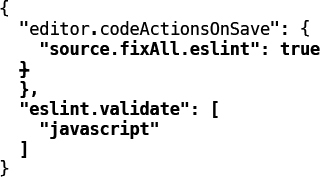 {
  "editor.codeActionsOnSave": {
    "source.fixAll.eslint": true
  }
  },
  "eslint.validate": [
    "javascript"
  ]
}